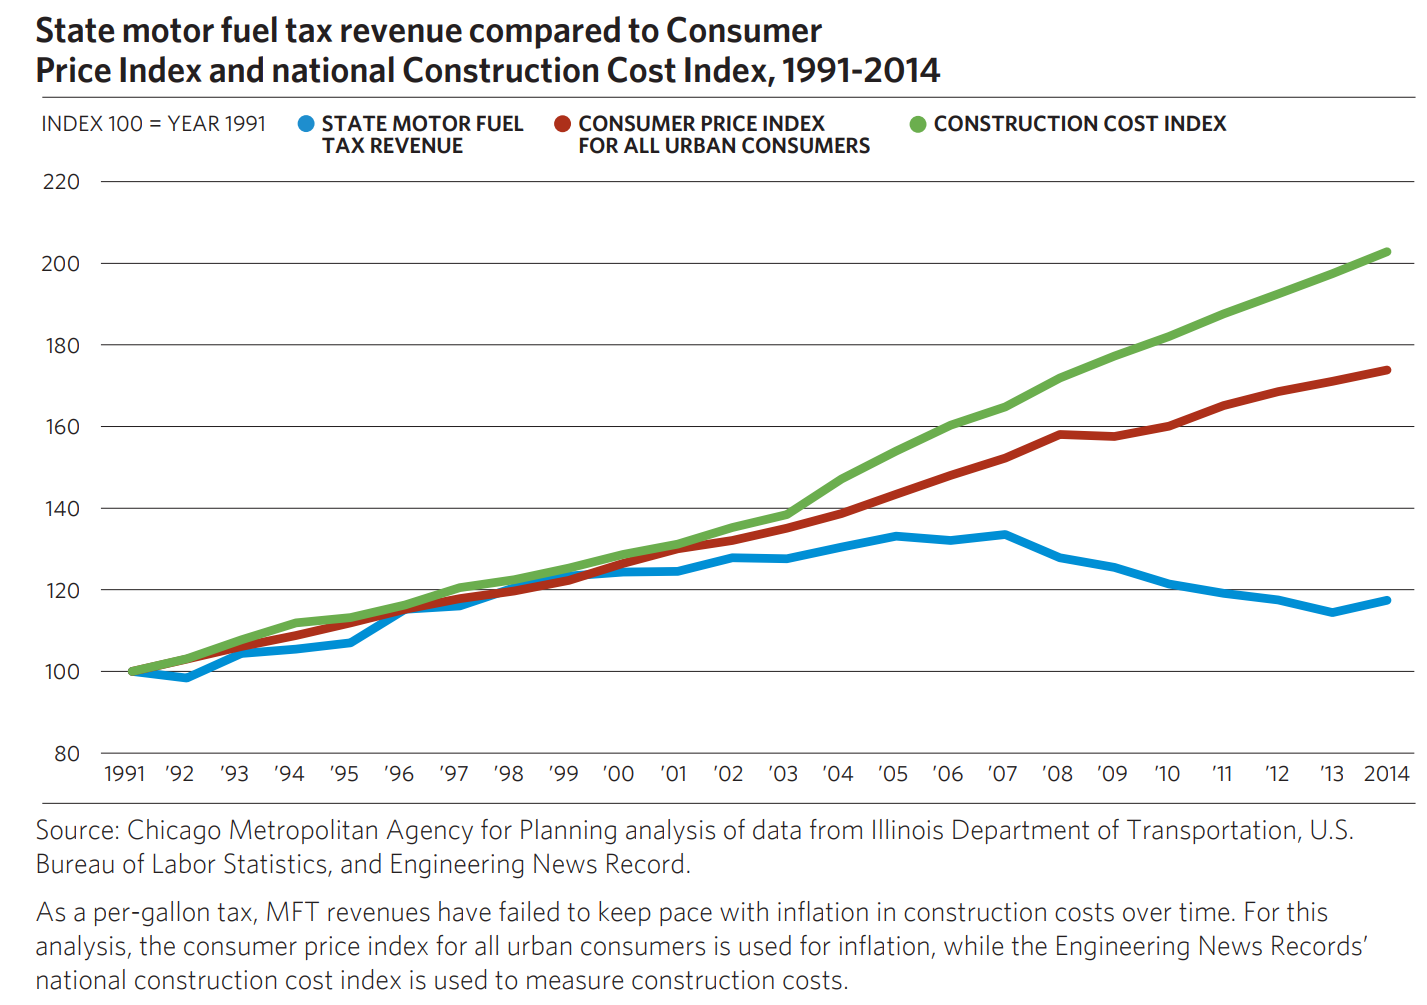 State motor fuel tax revenue compared to Consumer
Price Index and national Construction Cost Index, 1991-2014
INDEX 100 = YEAR 1991
STATE MOTOR FUEL
TAX REVENUE
CONSUMER PRICE INDEX
FOR ALL URBAN CONSUMERS
CONSTRUCTION COST INDEX
220
200
180
160
140
120
100
80
1991 ’92 ’93 ’94 ’95 ’96 ’97 ’98 ’99 ’00 ’01 ’02 ’03 ’04 ’05 ’06 ’07 ’08 ’09 ’10 ’11 ’12 ’13 2014
Source: Chicago Metropolitan Agency for Planning analysis of data from Illinois Department of Transportation, U.S.
Bureau of Labor Statistics, and Engineering News Record.
As a per-gallon tax, MFT revenues have failed to keep pace with inflation in construction costs over time. For this
analysis, the consumer price index for all urban consumers is used for inflation, while the Engineering News Records’
national construction cost index is used to measure construction costs.